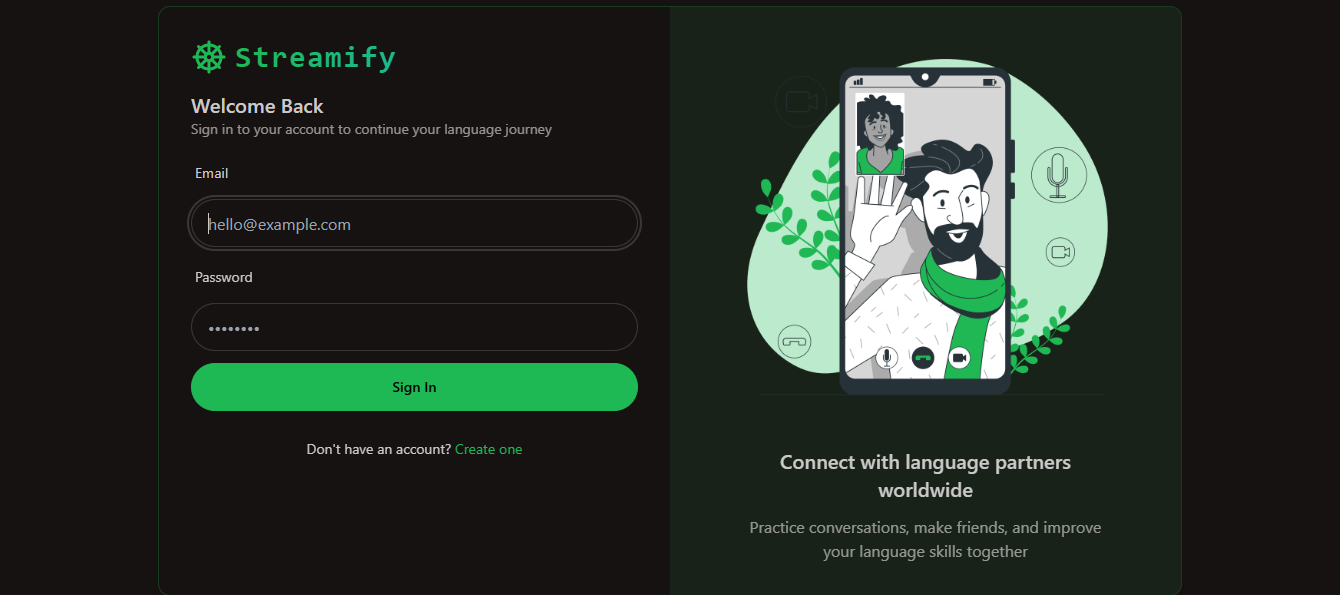 Streamify
Welcome Back
Sign in to your account to continue your language journey
Email
hello@example.com
Password
••••••••
Sign In
Don't have an account? Create one
Connect with language partners
worldwide
Practice conversations, make friends, and improve
your language skills together